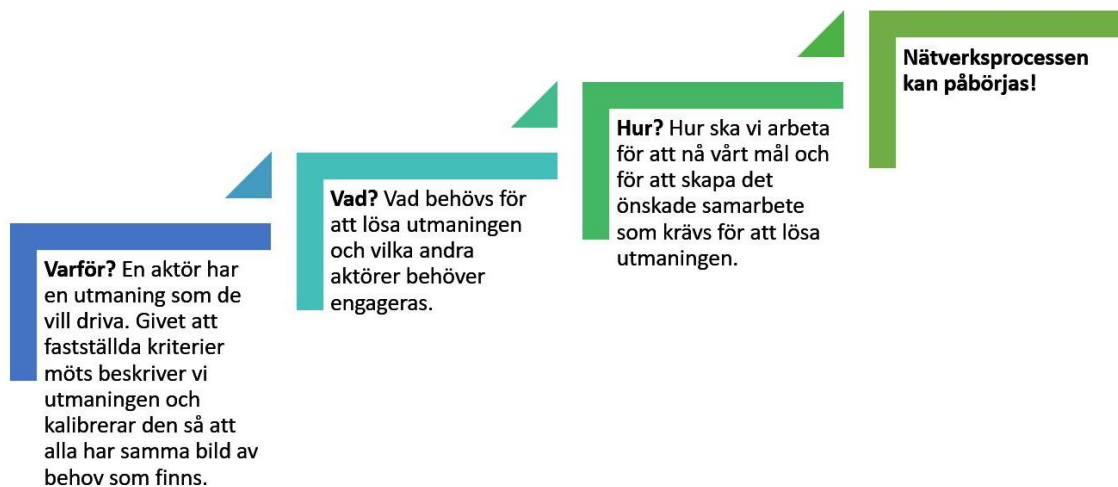 Varför? En aktör har
en utmaning som de
vill driva. Givet att
fastställda kriterier
möts beskriver vi
utmaningen och
kalibrerar den så att
alla har samma bild av
behov som finns.
Vad? Vad behövs för
att lösa utmaningen
och vilka andra
aktörer behöver
engageras.
Hur? Hur ska vi arbeta
för att nå vårt mål och
för att skapa det
önskade samarbete
som krävs för att lösa
utmaningen.
Nätverksprocessen
kan påbörjas!